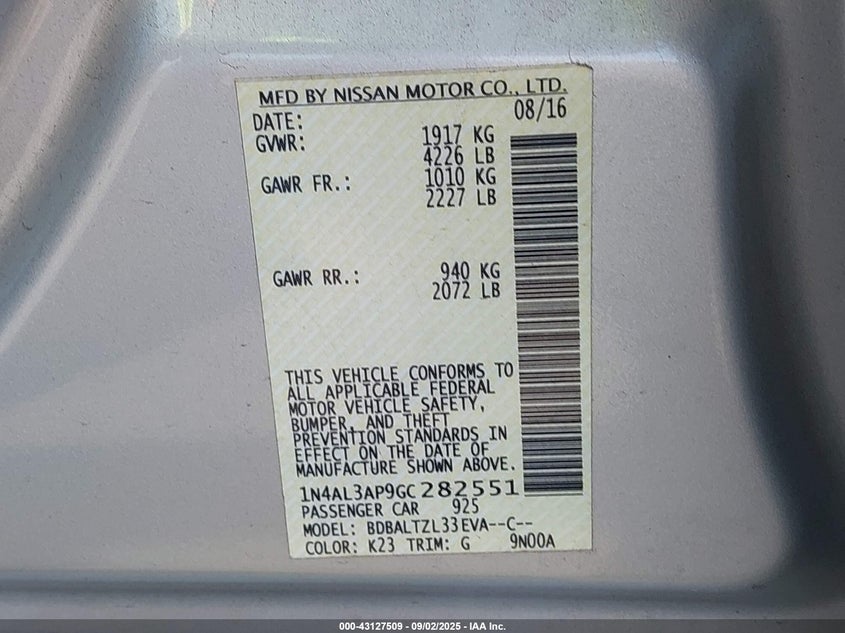 MFD BY NISSAN MOTOR CO., LTD.
DATE: 08/16
GVWR: 1917 KG
4226 LB
GAWR FR.: 1010 KG
2227 LB
GAWR RR.: 940 KG
2072 LB
THIS VEHICLE CONFORMS TO
ALL APPLICABLE FEDERAL
MOTOR VEHICLE SAFETY,
BUMPER, AND THEFT
PREVENTION STANDARDS IN
EFFECT ON THE DATE OF
MANUFACTURE SHOWN ABOVE.
1N4AL3AP9GC282551
PASSENGER CAR 925
MODEL: BDBALTZL33EVA--C--
COLOR: K23 TRIM: G 9N00A
000-43127509 - 09/02/2025 - IAA Inc.